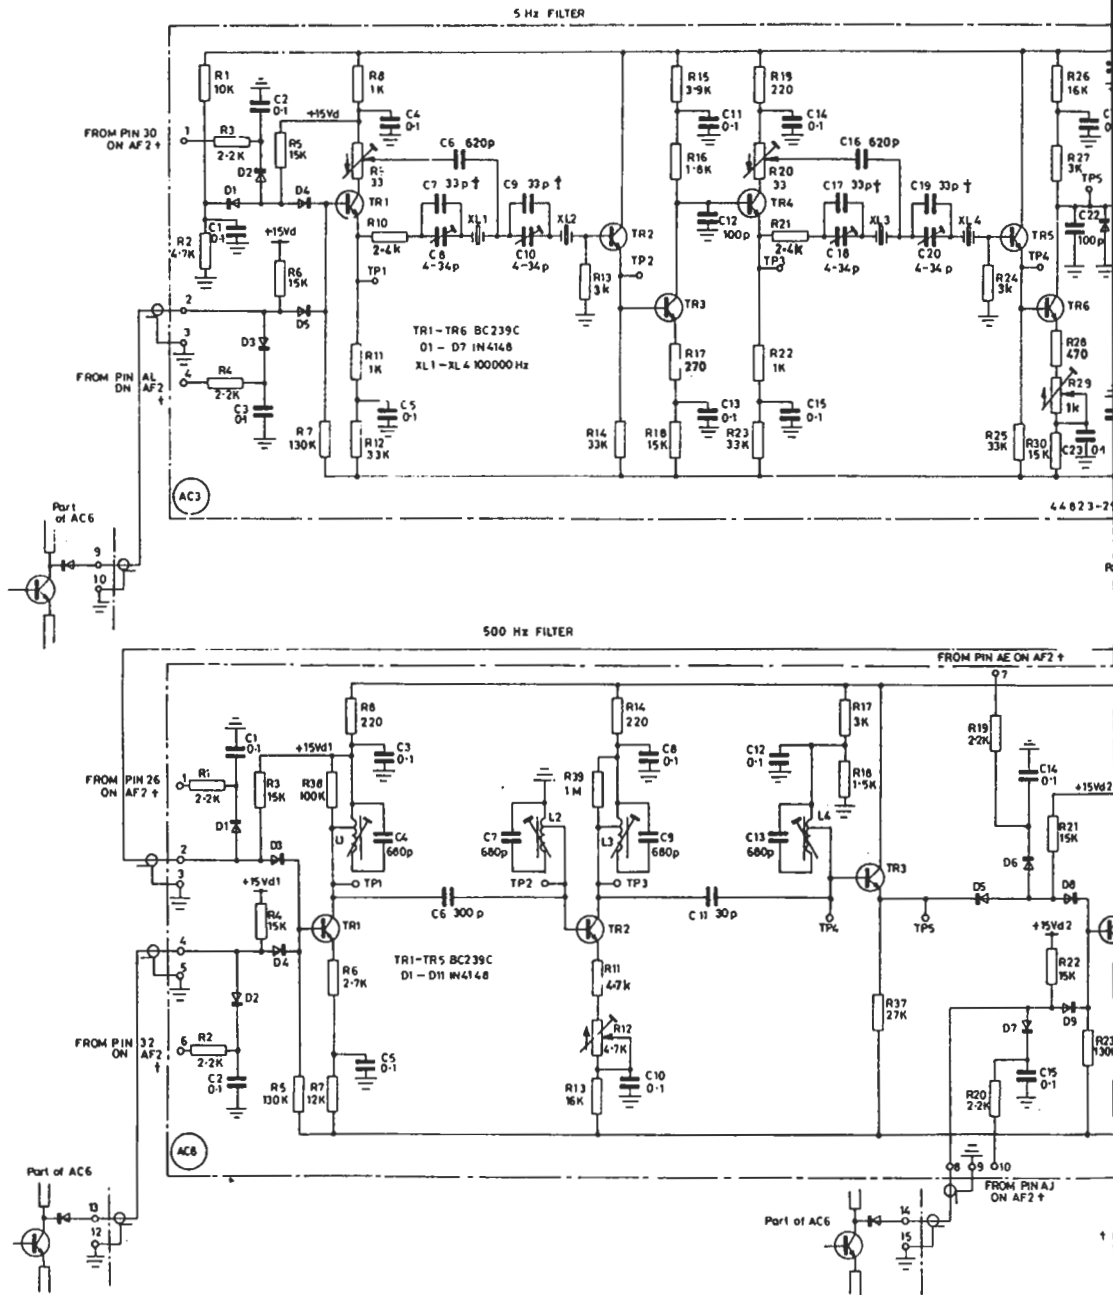 5 Hz FILTER
R1
10K
C2
0·1
+15Vd
FROM PIN 30
ON AF2 †
1
R3
2·2K
R5
15K
D2
D1
D4
C1
0·1
R2
4·7K
+15Vd
R6
15K
2
D5
3
D3
FROM PIN AL
ON AF2
†
4
R4
2·2K
C3
0·1
R7
130K
R8
1K
C4
0·1
33
TR1
R10
2·4k
C6 620p
C7
33p †
C9
33p †
XL1
XL2
C8
4-34p
C10
4-34p
TP1
TR1-TR6 BC239C
D1 - D7 IN4148
XL1-XL4 100000Hz
R11
1K
C5
0·1
R12
33K
R13
3k
TR2
TP2
TR3
R14
33K
R15
3·9K
C11
0·1
R16
1·8K
C12
100p
R17
270
C13
0·1
R18
15K
R19
220
C14
0·1
R20
33
TR4
R21
2·4k
TP3
C16 620p
C17
33p †
C19
33p †
XL3
XL4
C18
4-34p
C20
4-34p
R22
1K
C15
0·1
R23
33K
R24
3k
TR5
TP4
TR6
R25
33K
R26
16K
R27
3K
TP5
C22
100p
R28
470
R29
1k
R30
15K
C23 0·1
AC3
44823-2
Part
of AC6
9
10
500 Hz FILTER
FROM PIN AE ON AF2 †
7
R8
220
C3
0·1
C1
0·1
+15Vd1
FROM PIN26
ON AF2 †
1
R1
2·2K
R3
15K
R38
100K
D1
L1
C4
680p
2
D3
3
+15Vd1
R4
15K
TP1
4
D4
5
TR1
C6 300p
D2
R6
2·7K
FROM PIN 32
ON AF2
†
6
R2
2·2K
C2
0·1
C5
0·1
R5
130K
R7
12K
TR1-TR5 BC239C
D1 - D11 IN4148
C7
680p
L2
TP2
R14
220
C8
0·1
R39
1M
L3
C9
680p
TP3
TR2
C11 30p
R11
4·7k
R12
4·7K
C10
0·1
R13
16K
C12
0·1
R17
3K
R18
1·5K
C13
680p
L4
TR3
TP4
TP5
R37
27K
R19
2·2K
C14
0·1
+15Vd2
R21
15K
D6
D5
D8
+15Vd2
R22
15K
D7
D9
R23
C15
0·1
R20
2·2K
8
9
10
FROM PIN AJ
ON AF2 †
AC6
Part of AC6
13
12
Part of AC6
14
15
†